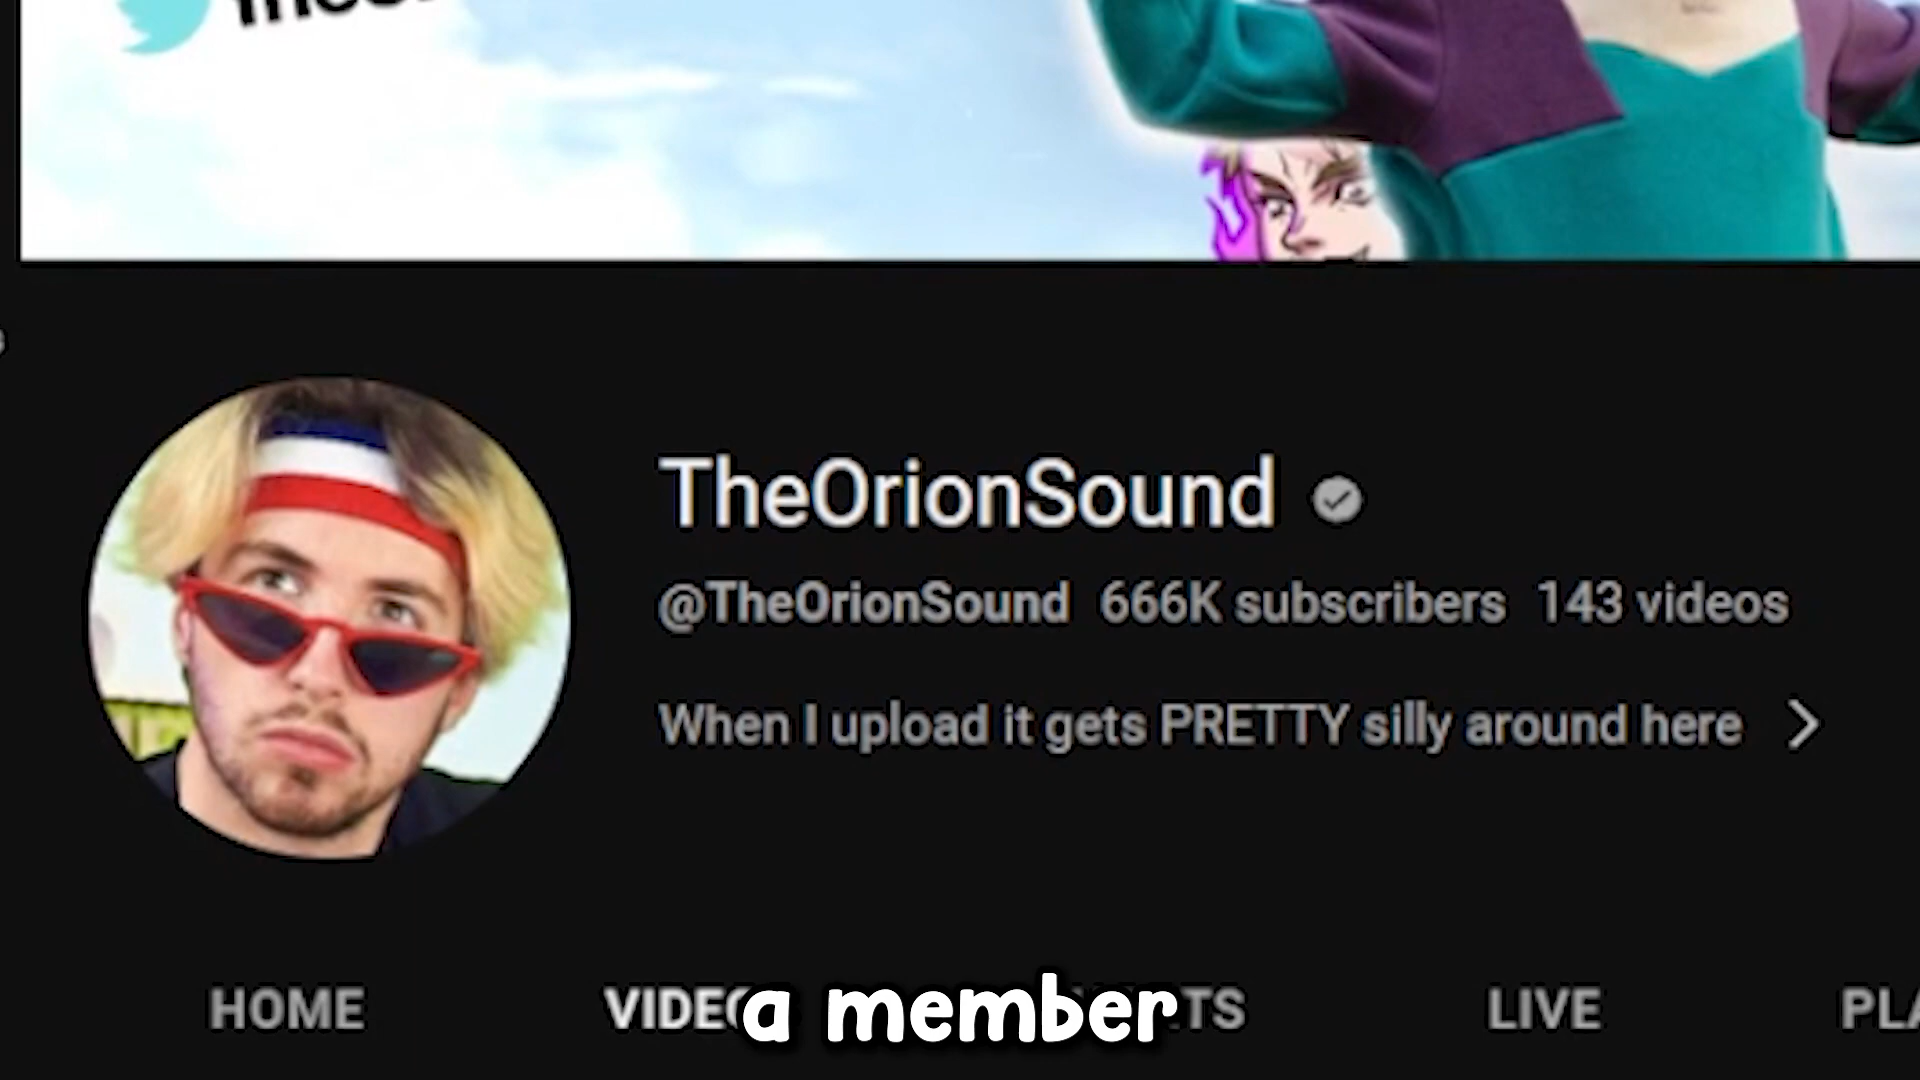 TheOrionSound
@TheOrionSound 666K subscribers 143 videos
When I upload it gets PRETTY silly around here
HOME
LIVE
a member